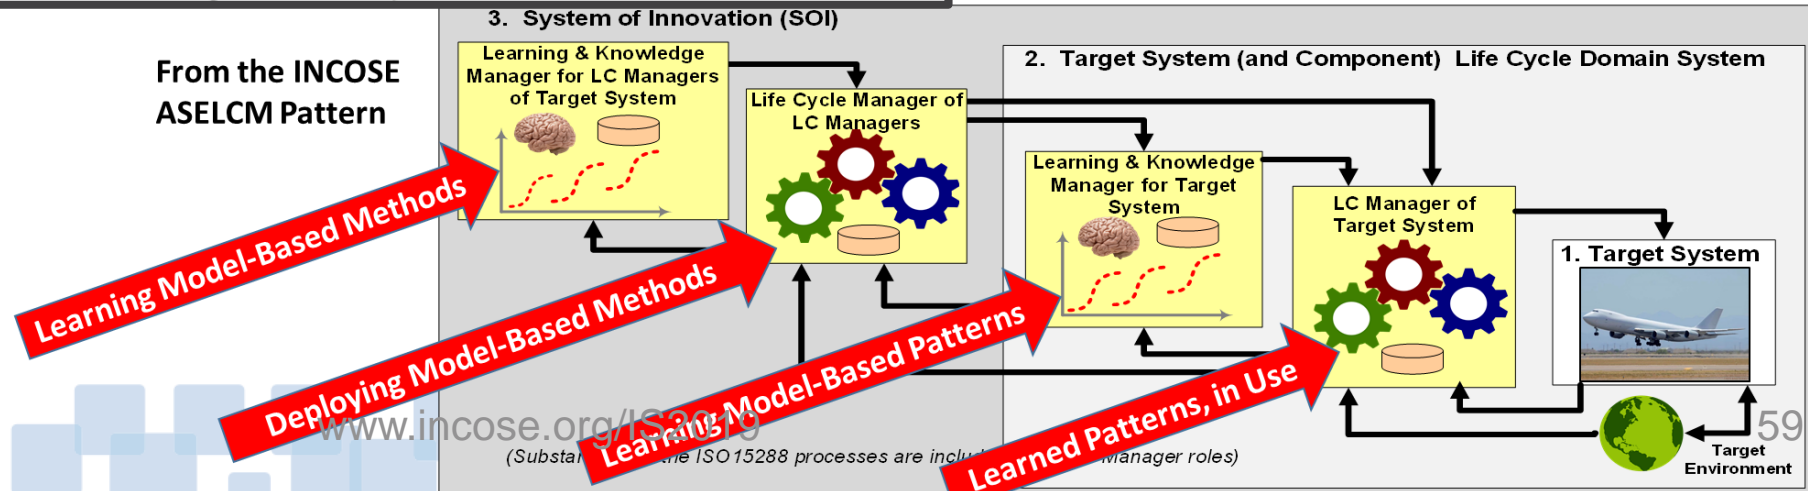 3. System of Innovation (SOI)
From the INCOSE
ASELCM Pattern
Learning & Knowledge
Manager for LC Managers
of Target System
2. Target System (and Component) Life Cycle Domain System
Life Cycle Manager of
LC Managers
Learning & Knowledge
Manager for Target
System
LC Manager of
Target System
1. Target System
Learning Model-Based Methods
Deploying Model-Based Methods
Learning Model-Based Patterns
Learned Patterns, in Use
www.incose.org/IS2019
59
Target
Environment
(Substan the ISO15288 processes are inclu Manager roles)